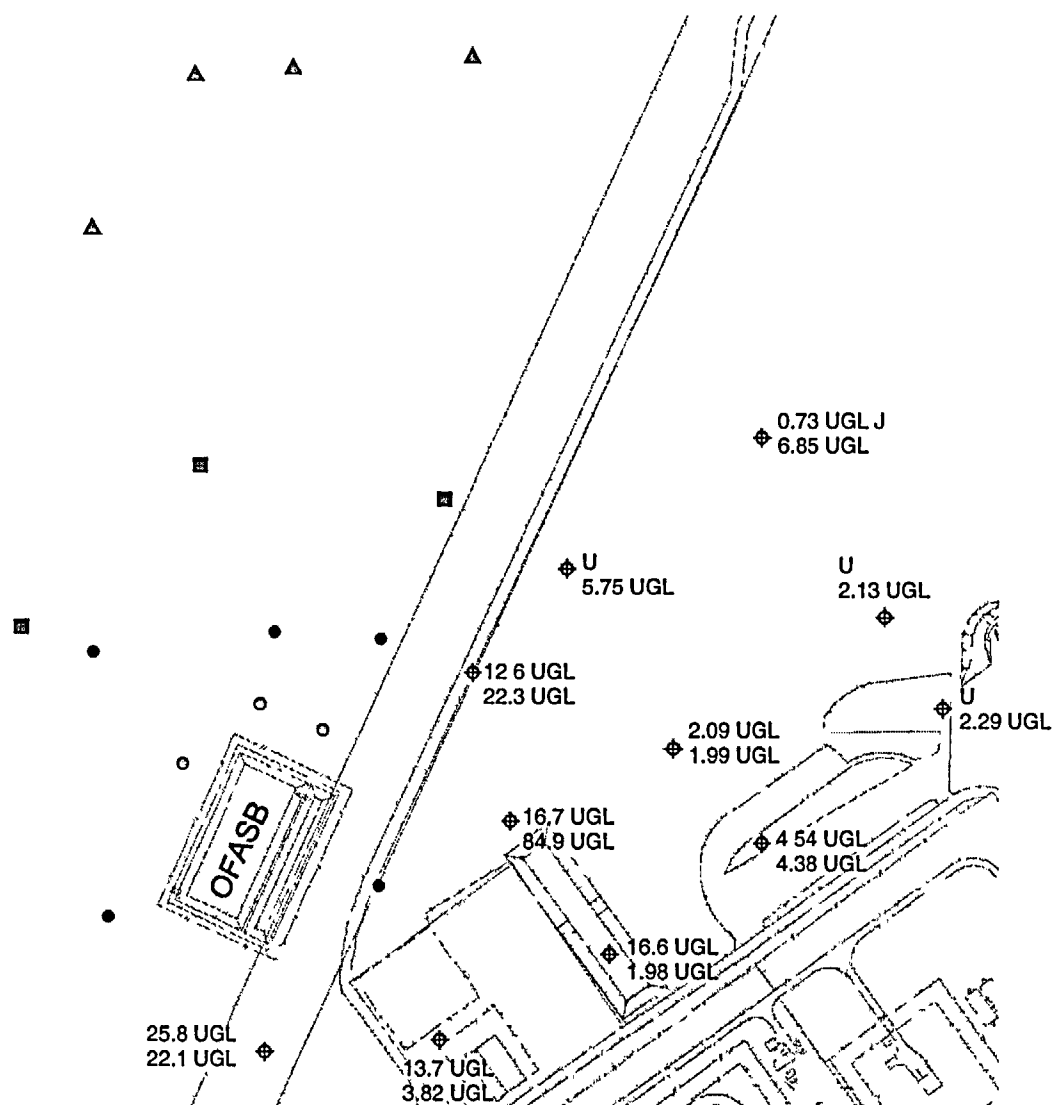 0.73 UGL J
6.85 UGL
U
5.75 UGL
U
2.13 UGL
12 6 UGL
22.3 UGL
U
2.29 UGL
2.09 UGL
1.99 UGL
16.7 UGL
84.9 UGL
4 54 UGL
4.38 UGL
OFASB
16.6 UGL
1.98 UGL
25.8 UGL
22.1 UGL
13.7 UGL
3.82 UGL